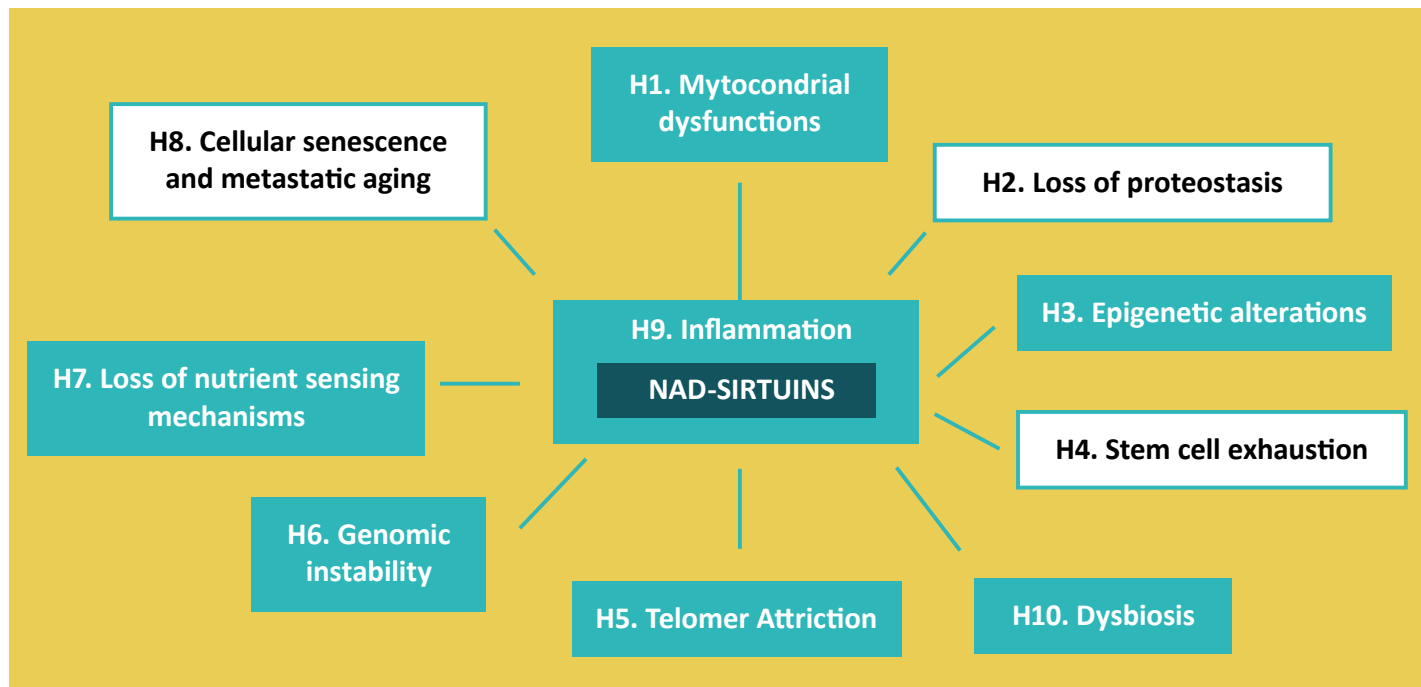 H1. Mytocondrial
dysfunctions
H8. Cellular senescence
and metastatic aging
H2. Loss of proteostasis
H3. Epigenetic alterations
H9. Inflammation
NAD-SIRTUINS
H7. Loss of nutrient sensing
mechanisms
H4. Stem cell exhaustion
H6. Genomic
instability
H5. Telomer Attriction
H10. Dysbiosis